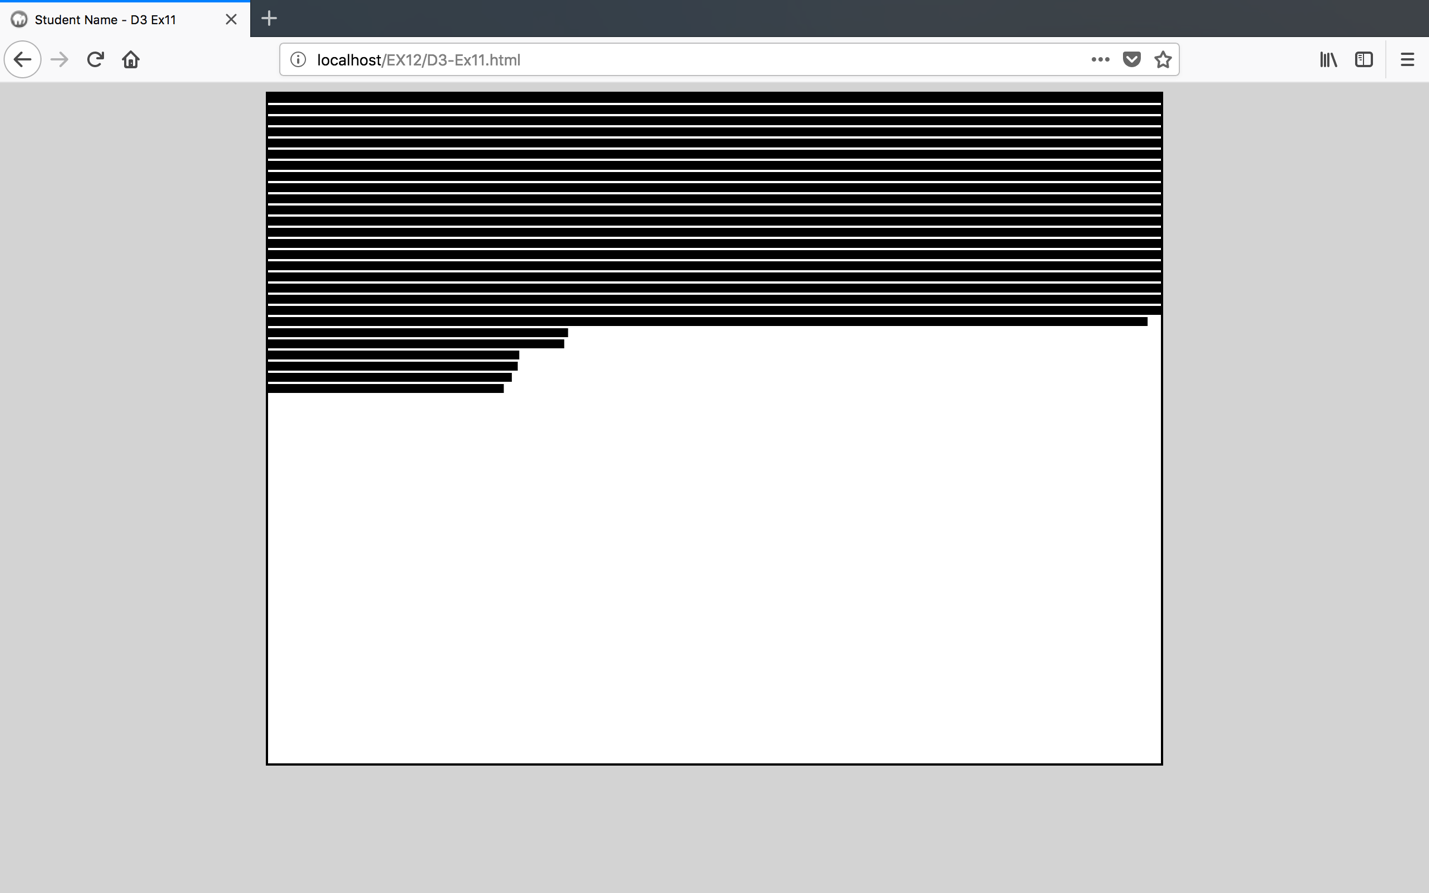 Student Name - D3 Ex11
localhost/EX12/D3-Ex11.html